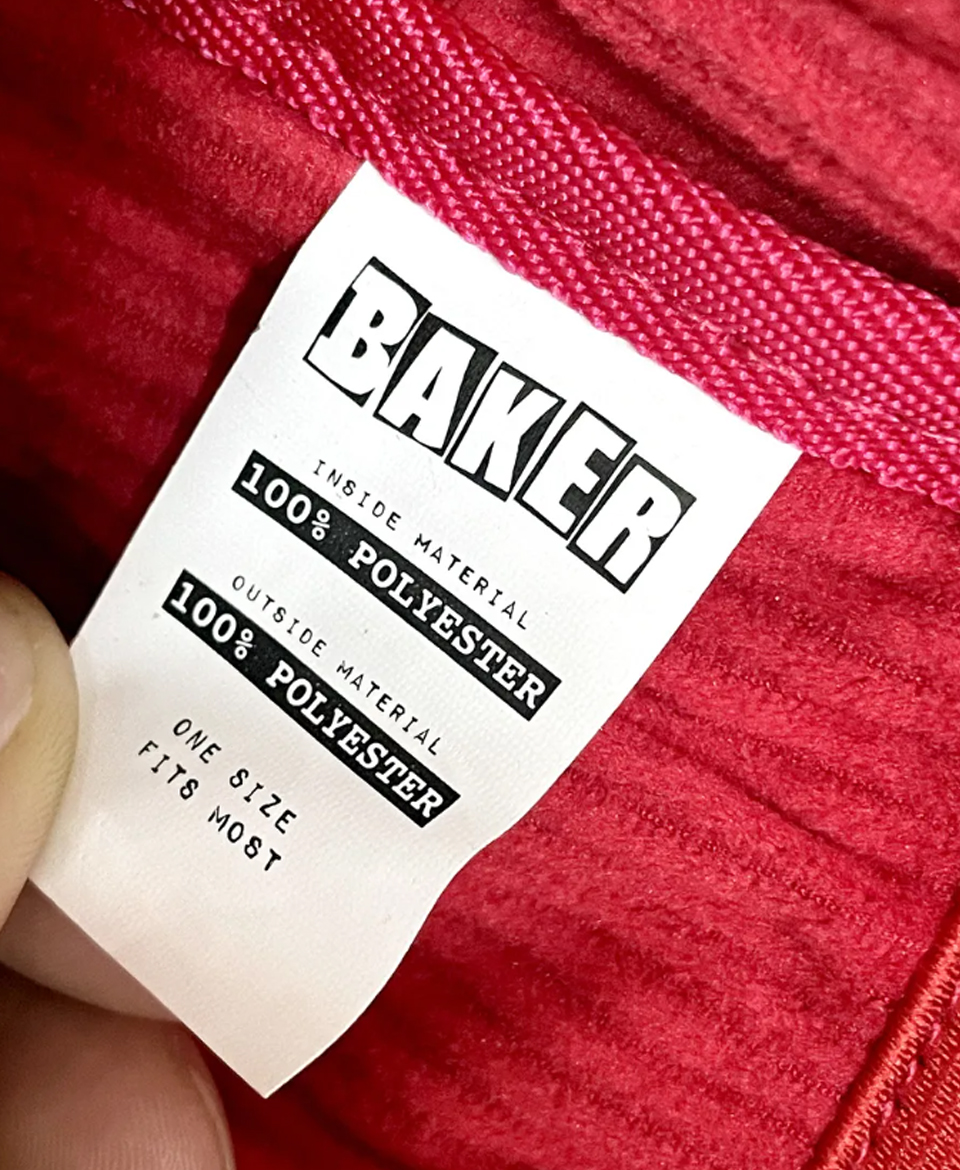 BAKER
INSIDE MATERIAL
100% POLYESTER
OUTSIDE MATERIAL
100% POLYESTER
ONE SIZE
FITS MOST